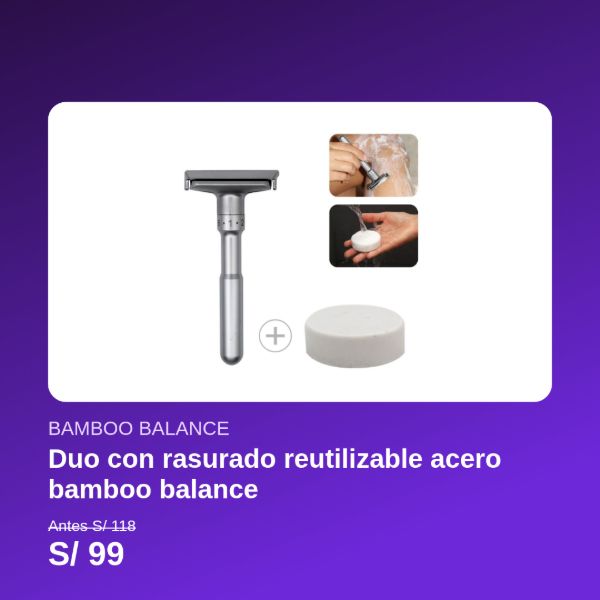 BAMBOO BALANCE
Duo con rasurado reutilizable acero
bamboo balance
Antes S/ 118
S/ 99